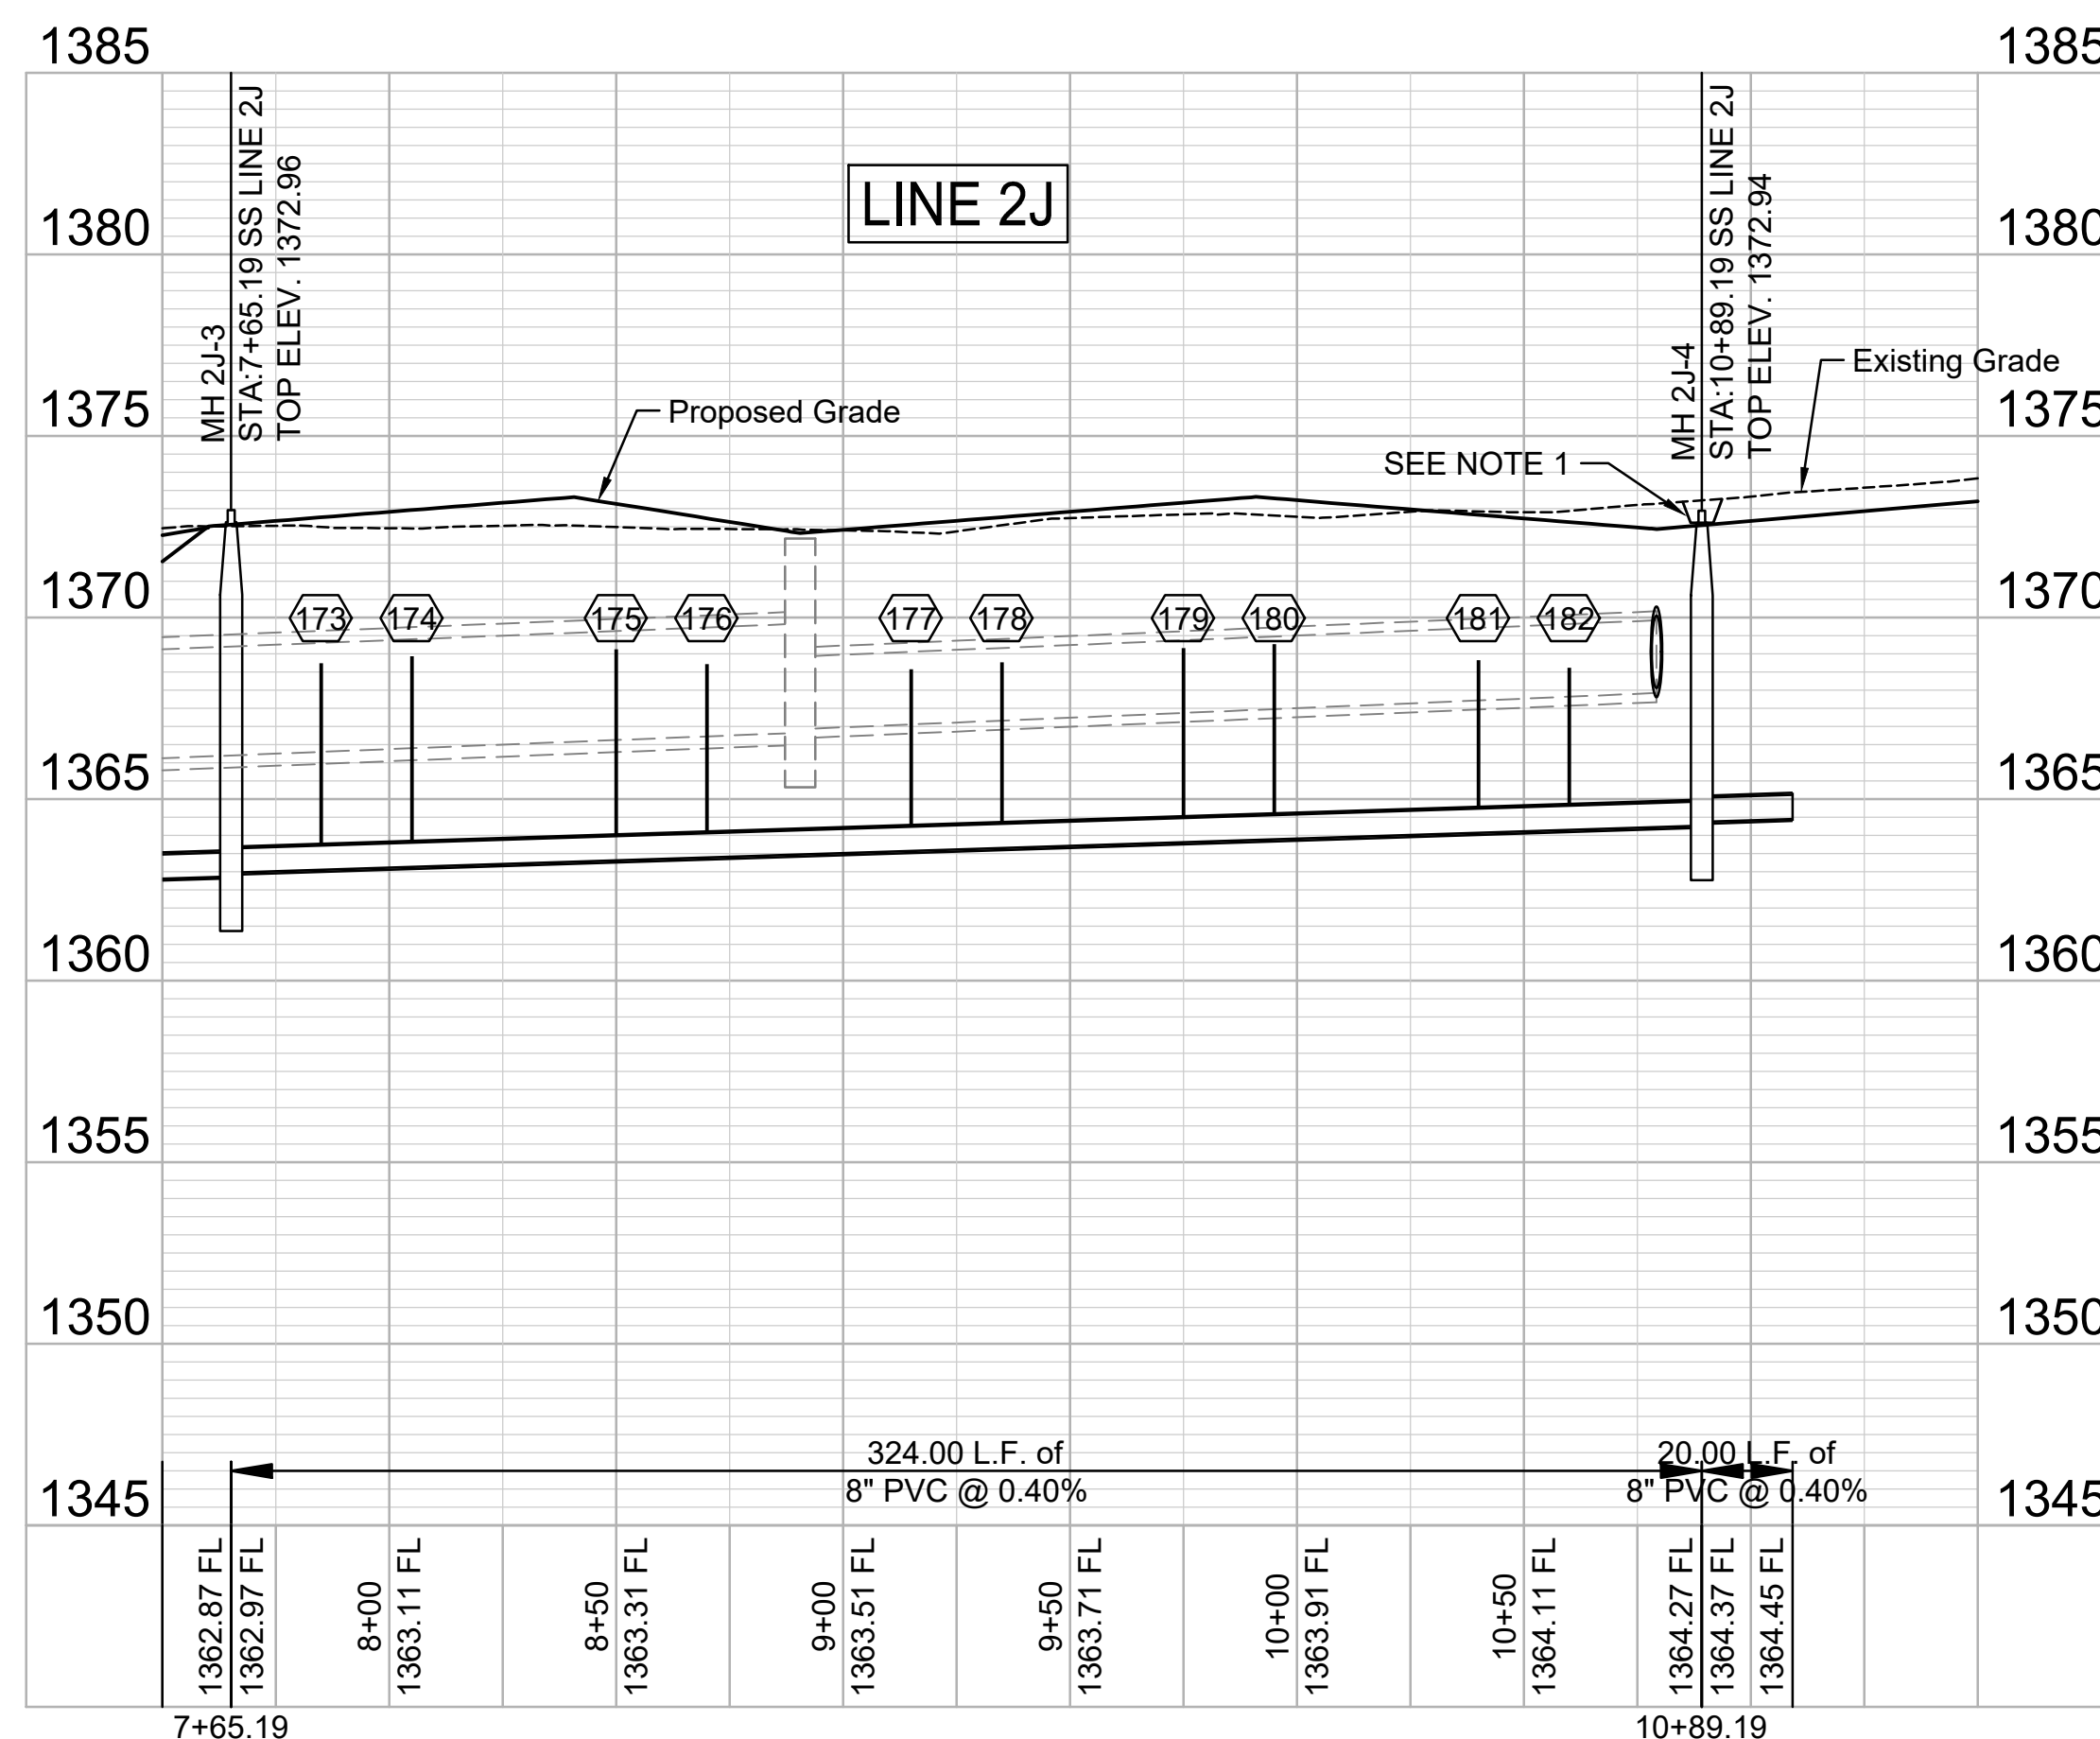 1385
1385
MH 2J-3
STA:7+65.19 SS LINE 2J
TOP ELEV. 1372.96
LINE 2J
MH 2J-4
STA:10+89.19 SS LINE 2J
TOP ELEV. 1372.94
1380
1380
Existing Grade
Proposed Grade
1375
1375
SEE NOTE 1
1370
1370
173
174
175
176
177
178
179
180
181
182
1365
1365
1360
1360
1355
1355
1350
1350
324.00 L.F. of
8" PVC @ 0.40%
20.00 L.F. of
8" PVC @ 0.40%
1345
1345
1362.87 FL
1362.97 FL
8+00
1363.11 FL
8+50
1363.31 FL
9+00
1363.51 FL
9+50
1363.71 FL
10+00
1363.91 FL
10+50
1364.11 FL
1364.27 FL
1364.37 FL
1364.45 FL
7+65.19
10+89.19